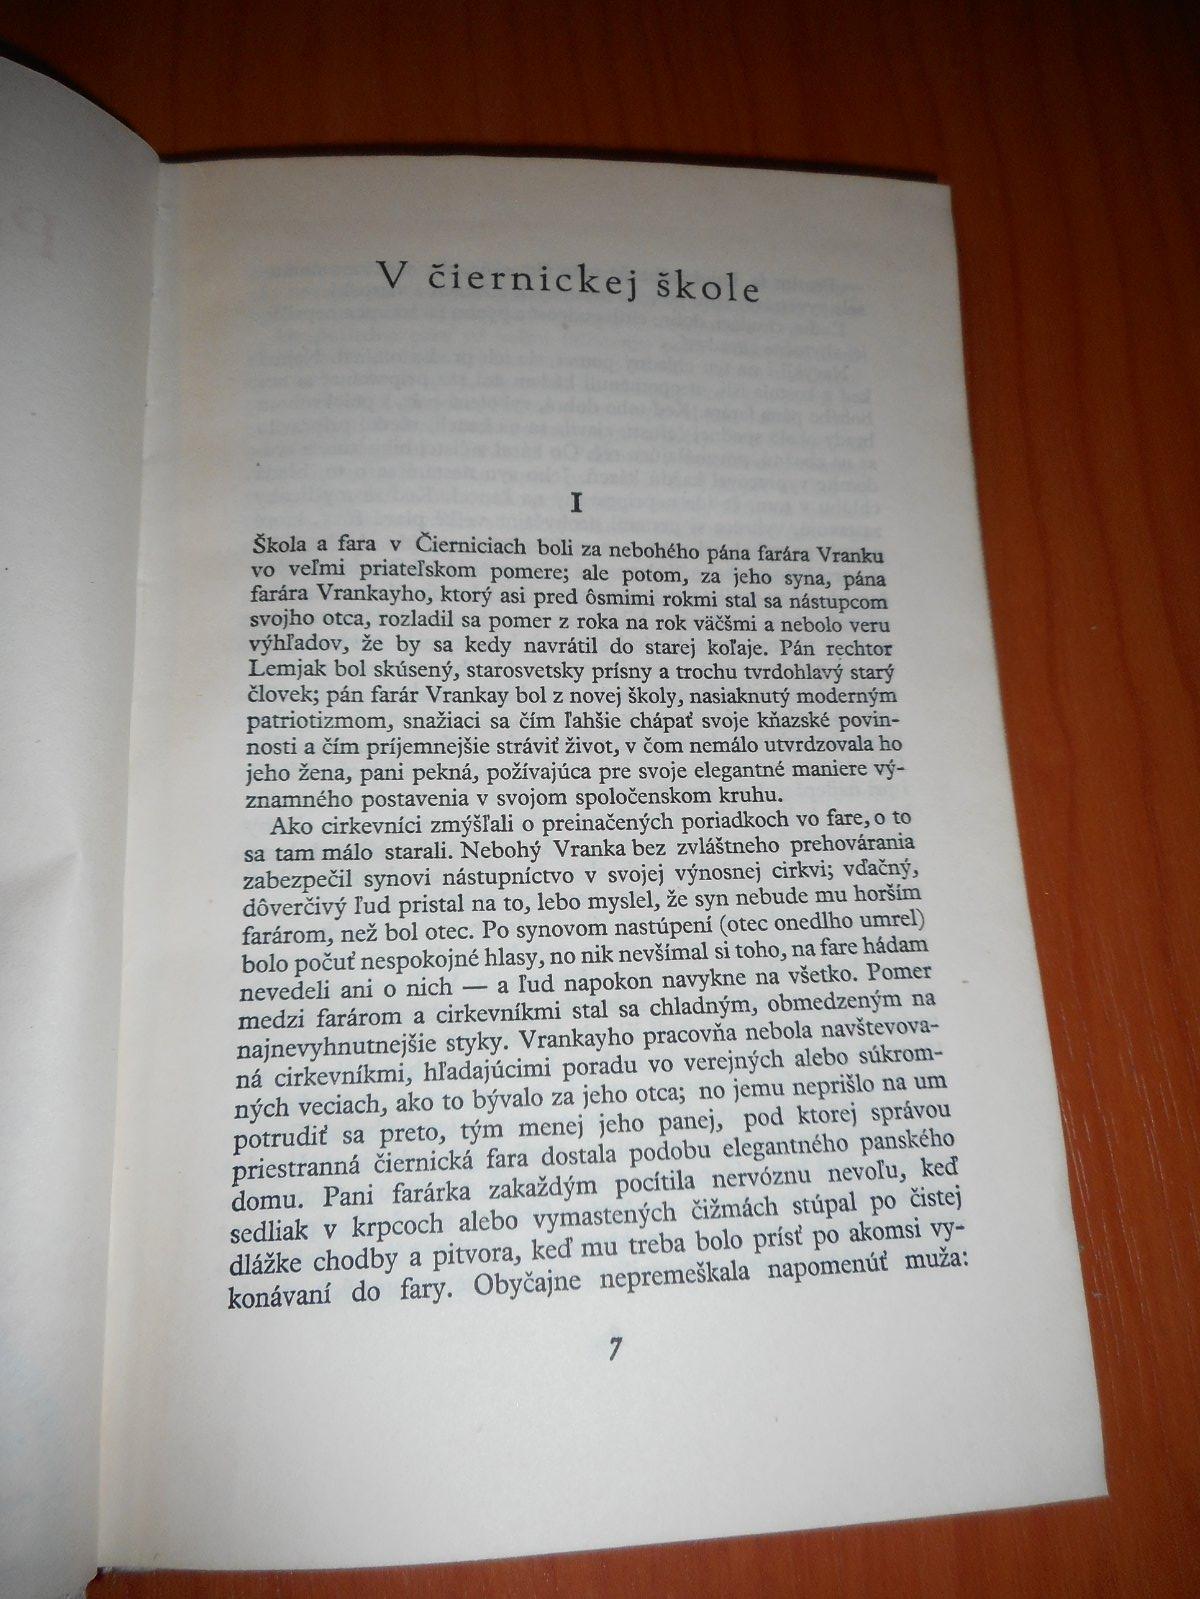 V čiernickej škole
I
Škola a fara v Čierniciach boli za nebohého pána farára Vranku
vo veľmi priateľskom pomere; ale potom, za jeho syna, pána
farára Vrankayho, ktorý asi pred ôsmimi rokmi stal sa nástupcom
svojho otca, rozladil sa pomer z roka na rok väčšmi a nebolo veru
výhľadov, že by sa kedy navrátil do starej koľaje. Pán rechtor
Lemjak bol skúsený, starosvetsky prísny a trochu tvrdohlavý starý
človek; pán farár Vrankay bol z novej školy, nasiaknutý moderným
patriotizmom, snažiaci sa čím ľahšie chápať svoje kňazské povin-
nosti a čím príjemnejšie stráviť život, v čom nemálo utvrdzovala ho
jeho žena, pani pekná, požívajúca pre svoje elegantné maniere vý-
znamného postavenia v svojom spoločenskom kruhu.
Ako cirkevníci zmýšľali o preinačených poriadkoch vo fare, o to
sa tam málo starali. Nebohý Vranka bez zvláštneho prehovárania
zabezpečil synovi nástupníctvo v svojej výnosnej cirkvi; vďačný,
dôverčivý ľud pristal na to, lebo myslel, že syn nebude mu horším
farárom, než bol otec. Po synovom nastúpení (otec onedlho umrel)
bolo počuť nespokojné hlasy, no nik nevšímal si toho, na fare hádam
nevedeli ani o nich — a ľud napokon navykne na všetko. Pomer
medzi farárom a cirkevníkmi stal sa chladným, obmedzeným na
najnevyhnutnejšie styky. Vrankayho pracovňa nebola navštevova-
ná cirkevníkmi, hľadajúcimi poradu vo verejných alebo súkrom-
ných veciach, ako to bývalo za jeho otca; no jemu neprišlo na um
potrudiť sa preto, tým menej jeho panej, pod ktorej správou
priestranná čiernická fara dostala podobu elegantného panského
domu. Pani farárka zakaždým pocítila nervóznu nevoľu, keď
sedliak v krpcoch alebo vymastených čižmách stúpal po čistej
dlážke chodby a pitvora, keď mu treba bolo prísť po akomsi vy-
konávaní do fary. Obyčajne nepremeškala napomenúť muža:
7